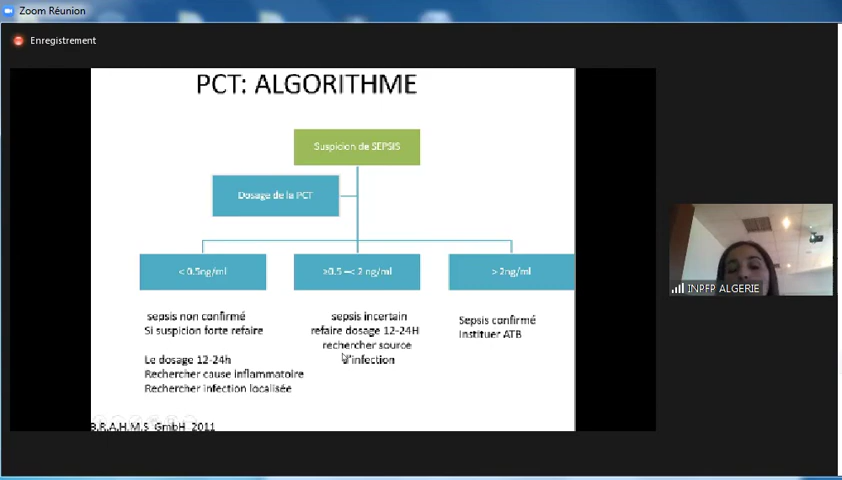 Zoom Réunion
Enregistrement
PCT: ALGORITHME
Suspicion de SEPSIS
Dosage de la PCT
< 0.5ng/ml
≥0.5 –< 2 ng/ml
> 2ng/ml
sepsis non confirmé
Si suspicion forte refaire
Le dosage 12-24h
Rechercher cause inflammatoire
Rechercher infection localisée
sepsis incertain
refaire dosage 12-24H
rechercher source
d'infection
Sepsis confirmé
Instituer ATB
B.R.A.H.M.S GmbH 2011
INPFP ALGERIE